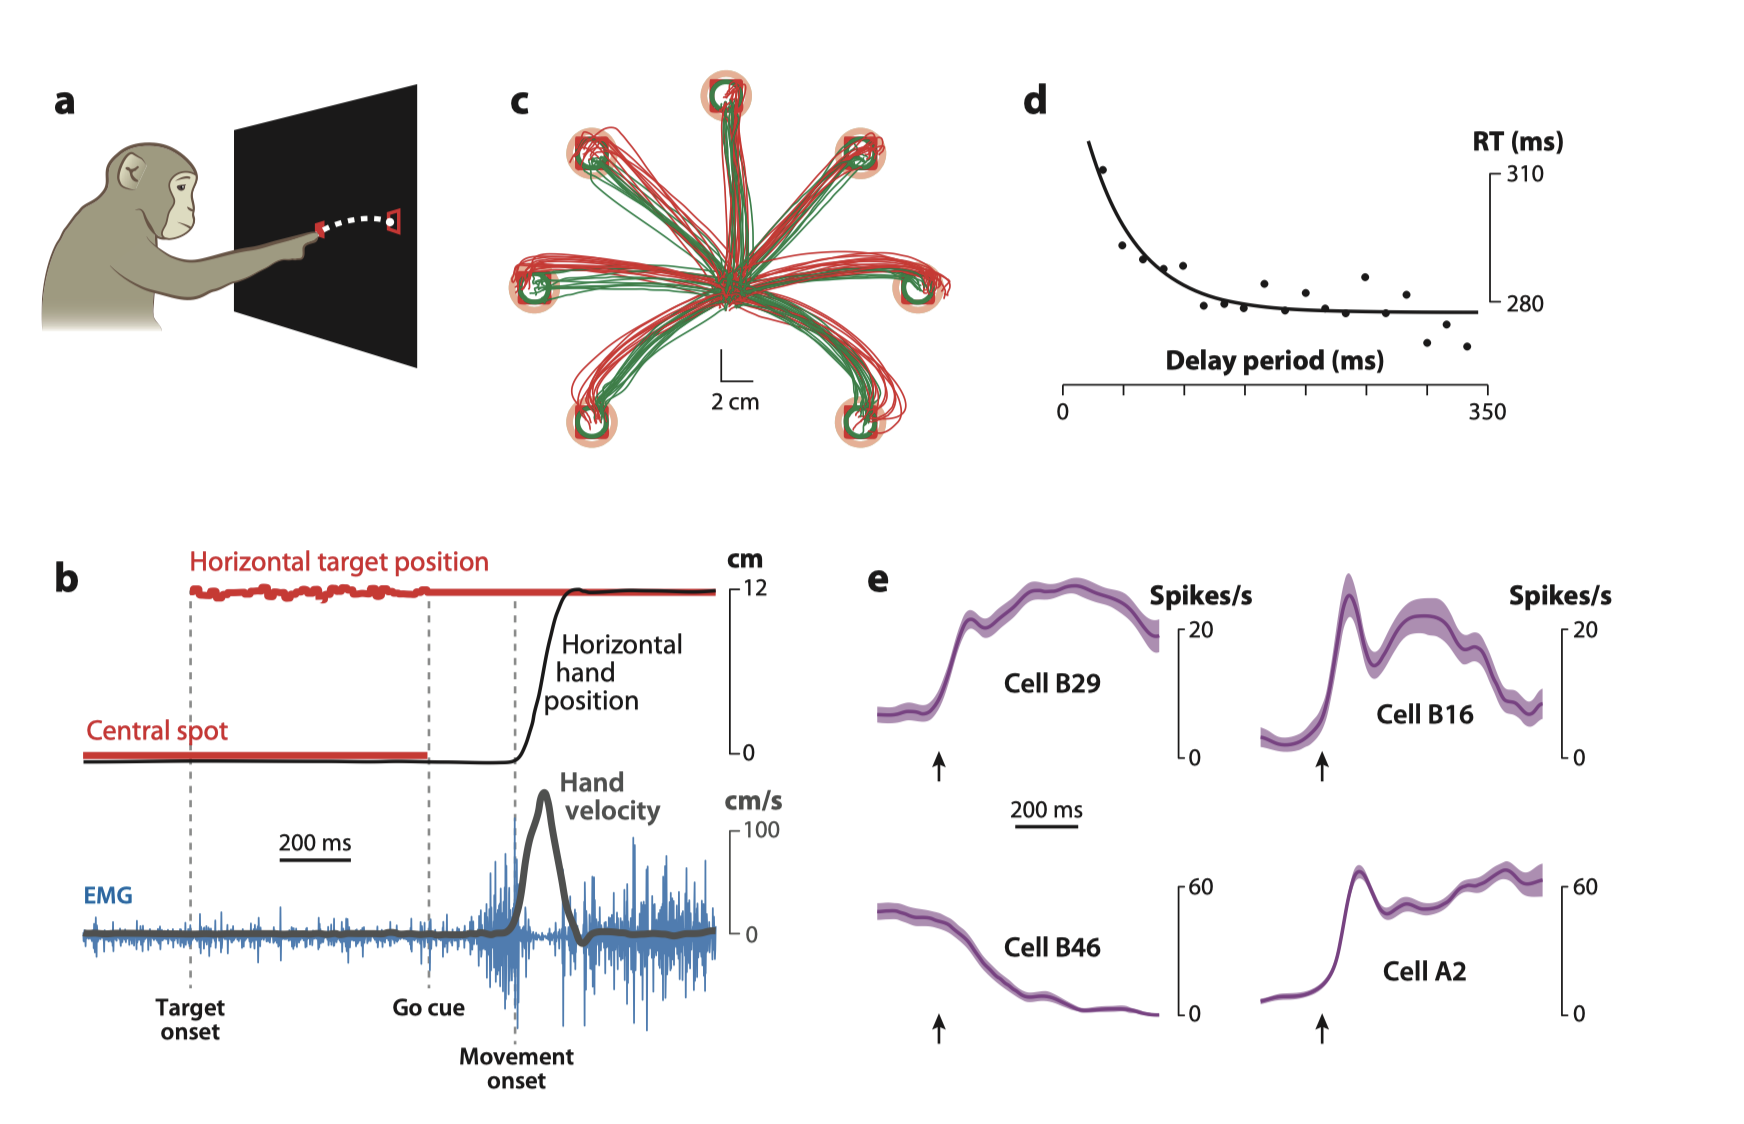 a
c
2 cm
d
RT (ms)
310
280
Delay period (ms)
0
350
b
Horizontal target position
cm
12
Horizontal
hand
position
Central spot
0
Hand
velocity
cm/s
100
200 ms
EMG
0
Target
onset
Go cue
Movement
onset
e
Spikes/s
20
Cell B29
0
Spikes/s
20
Cell B16
0
200 ms
60
Cell B46
0
60
Cell A2
0